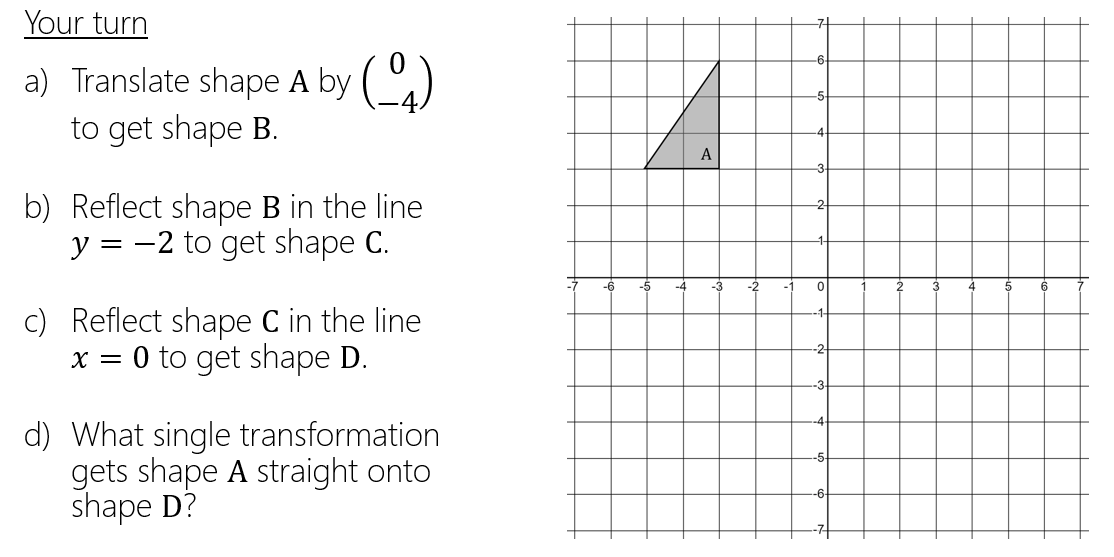 Your turn
a) Translate shape A by (0
−4)
to get shape B.
b) Reflect shape B in the line
y = −2 to get shape C.
c) Reflect shape C in the line
x = 0 to get shape D.
d) What single transformation
gets shape A straight onto
shape D?
7
6
5
4
A
3
2
1
-7 -6 -5 -4 -3 -2 -1 0 1 2 3 4 5 6 7
-1
-2
-3
-4
-5
-6
-7